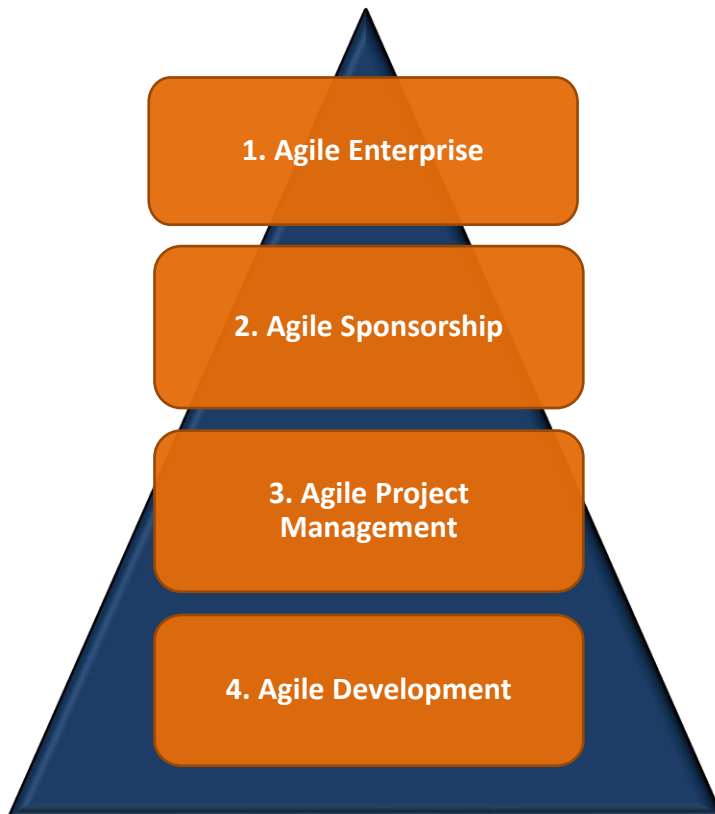 1. Agile Enterprise
2. Agile Sponsorship
3. Agile Project
Management
4. Agile Development